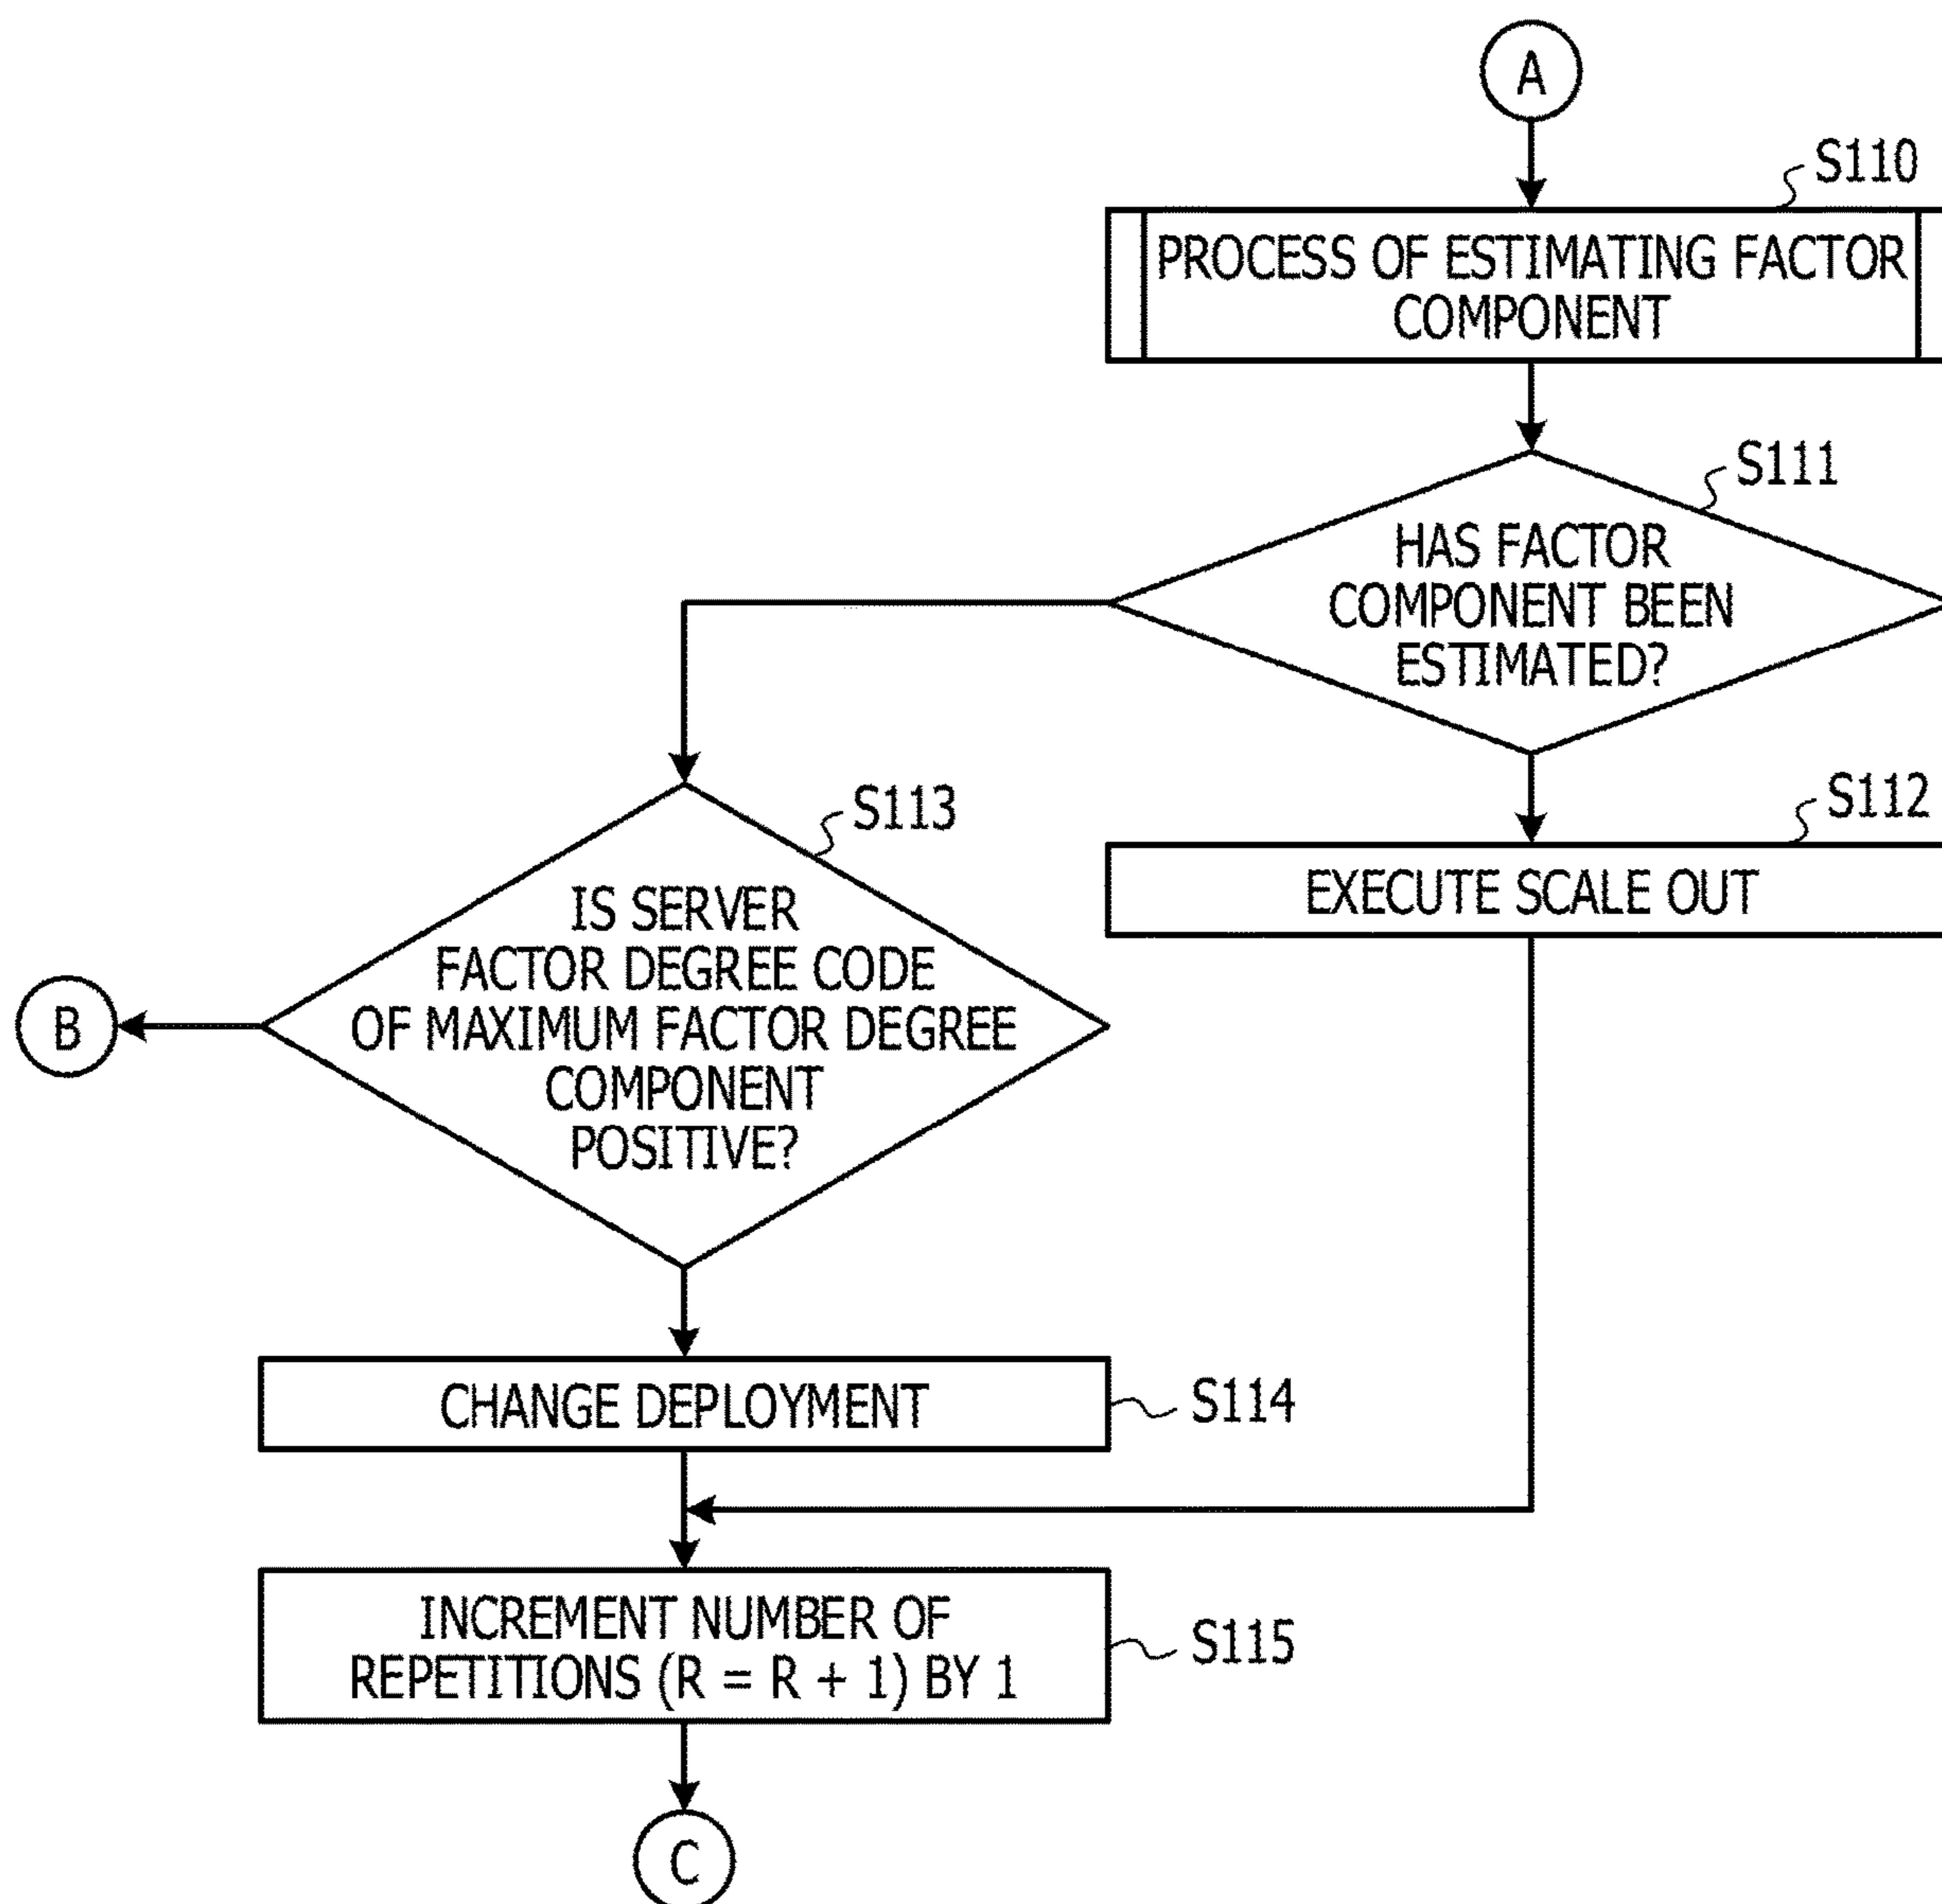 A
S110
PROCESS OF ESTIMATING FACTOR
COMPONENT
S111
HAS FACTOR
COMPONENT BEEN
ESTIMATED?
S112
EXECUTE SCALE OUT
S113
IS SERVER
FACTOR DEGREE CODE
OF MAXIMUM FACTOR DEGREE
COMPONENT
POSITIVE?
B
CHANGE DEPLOYMENT
S114
INCREMENT NUMBER OF
REPETITIONS (R = R + 1) BY 1
S115
C